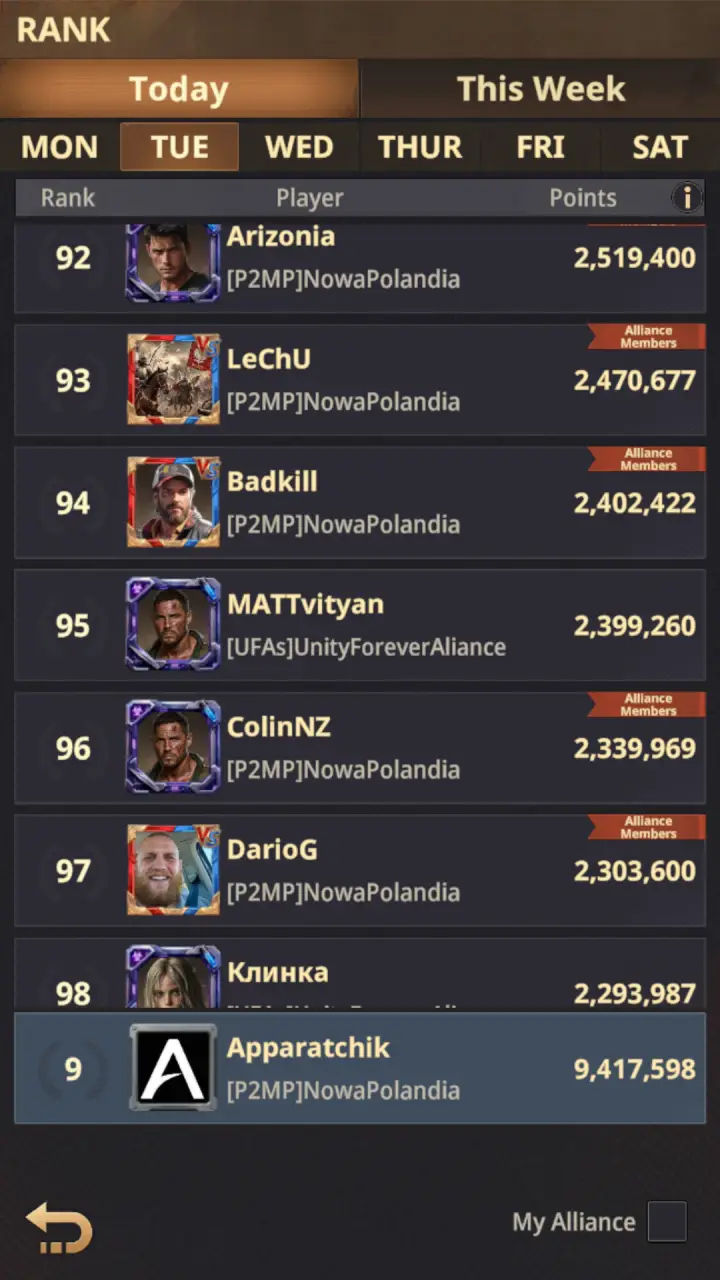 RANK
Today
This Week
MON
TUE
WED
THUR
FRI
SAT
Rank
Player
Points
i
92
Arizonia
[P2MP]NowaPolandia
2,519,400
93
LeChU
[P2MP]NowaPolandia
Alliance
Members
2,470,677
94
Badkill
[P2MP]NowaPolandia
Alliance
Members
2,402,422
95
MATTvityan
[UFAs]UnityForeverAliance
2,399,260
96
ColinNZ
[P2MP]NowaPolandia
Alliance
Members
2,339,969
97
DarioG
[P2MP]NowaPolandia
Alliance
Members
2,303,600
98
Клинка
2,293,987
9
Apparatchik
[P2MP]NowaPolandia
9,417,598
My Alliance